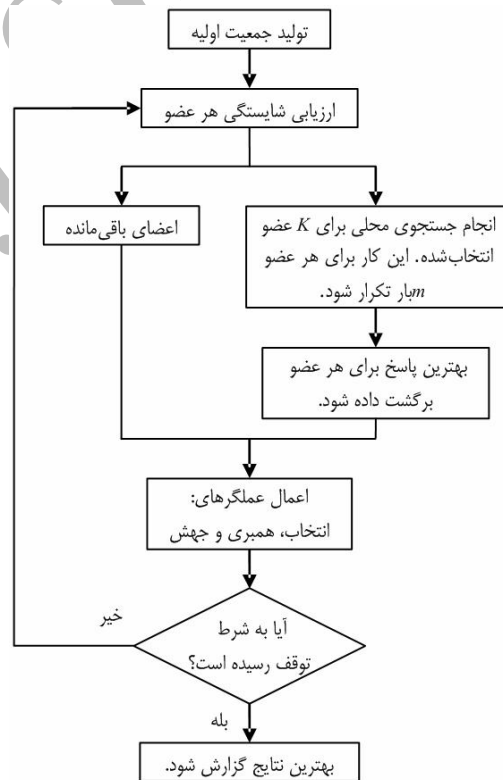 تولید جمعیت اولیه
ارزیابی شایستگی هر عضو
انجام جستجوی محلی برای K عضو
انتخاب‌شده. این کار برای هر عضو
mبار تکرار شود.
اعضای باقی‌مانده
بهترین پاسخ برای هر عضو
برگشت داده شود.
اعمال عملگرهای:
انتخاب، همبری و جهش
آیا به شرط
توقف رسیده است؟
خیر
بله
بهترین نتایج گزارش شود.